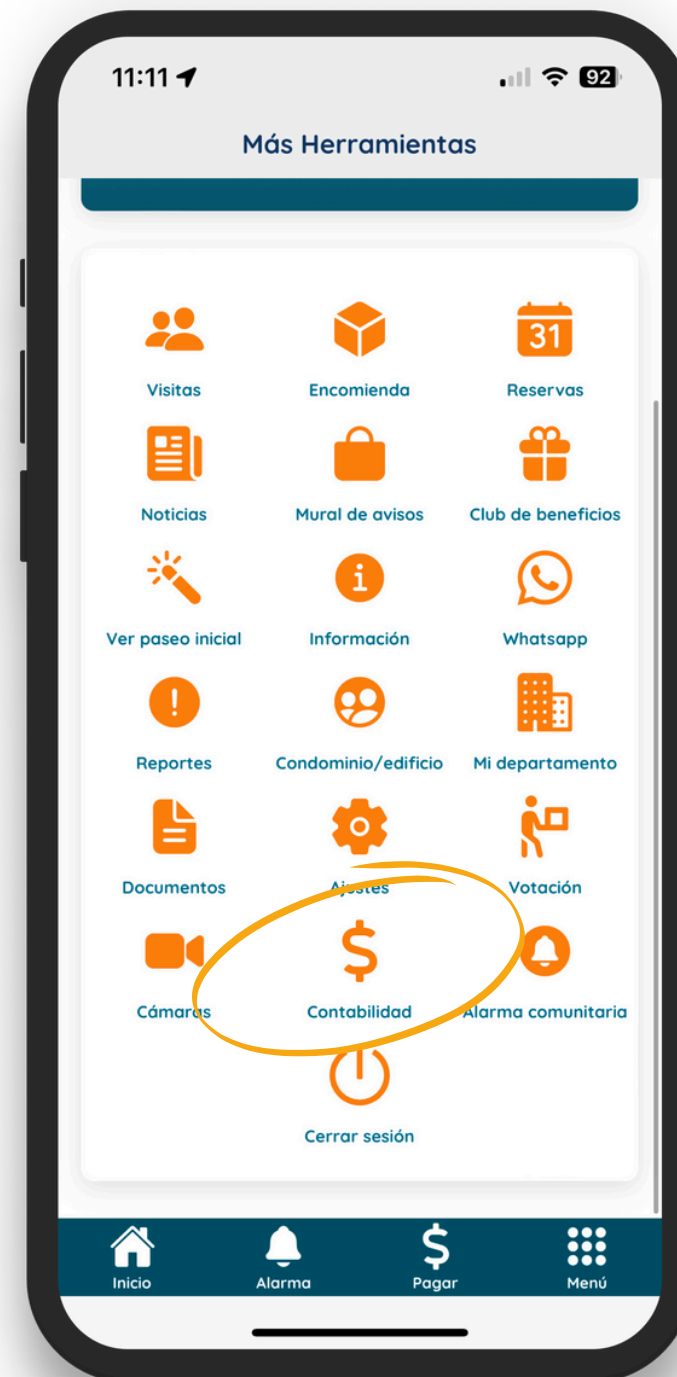 11:11
92
Más Herramientas
31
Visitas Encomienda Reservas
Noticias Mural de avisos Club de beneficios
Ver paseo inicial Información Whatsapp
Reportes Condominio/edificio Mi departamento
Documentos Ajustes Votación
$
Cámaras Contabilidad Alarma comunitaria
Cerrar sesión
$
Inicio Alarma Pagar Menú